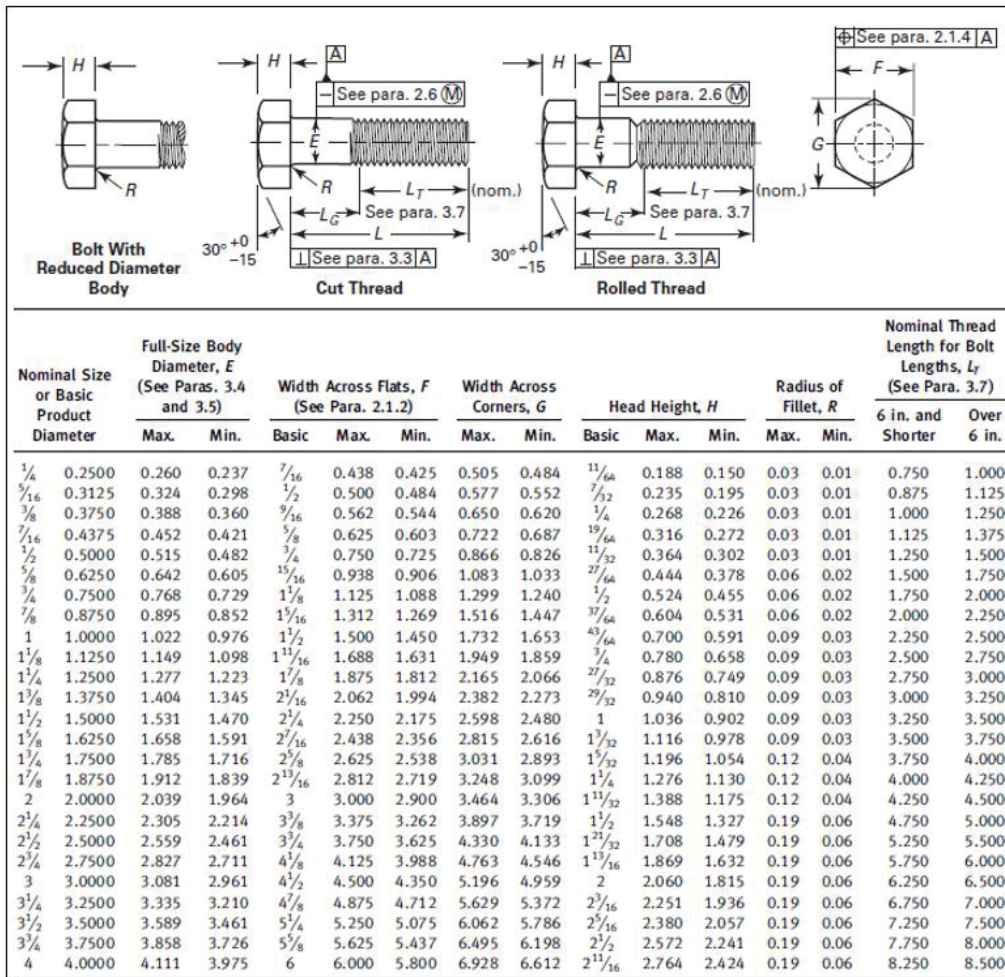 H
A
H
A
⌖ See para. 2.1.4 A
— See para. 2.6 Ⓜ
— See para. 2.6 Ⓜ
F
E
E
G
R
R
R
L_T (nom.)
L_T (nom.)
L_G See para. 3.7
L_G See para. 3.7
L
L
30° +0 −15
30° +0 −15
⊥ See para. 3.3 A
⊥ See para. 3.3 A
Bolt With
Reduced Diameter
Body
Cut Thread
Rolled Thread
Nominal Size
or Basic
Product
Diameter
Full-Size Body
Diameter, E
(See Paras. 3.4
and 3.5)
Width Across Flats, F
(See Para. 2.1.2)
Width Across
Corners, G
Head Height, H
Radius of
Fillet, R
Nominal Thread
Length for Bolt
Lengths, L_T
(See Para. 3.7)
Max. Min. Basic Max. Min. Max. Min. Basic Max. Min. Max. Min.
6 in. and
Shorter
Over
6 in.
1/4 0.2500 0.260 0.237 7/16 0.438 0.425 0.505 0.484 11/64 0.188 0.150 0.03 0.01 0.750 1.000
5/16 0.3125 0.324 0.298 1/2 0.500 0.484 0.577 0.552 7/32 0.235 0.195 0.03 0.01 0.875 1.125
3/8 0.3750 0.388 0.360 9/16 0.562 0.544 0.650 0.620 1/4 0.268 0.226 0.03 0.01 1.000 1.250
7/16 0.4375 0.452 0.421 5/8 0.625 0.603 0.722 0.687 19/64 0.316 0.272 0.03 0.01 1.125 1.375
1/2 0.5000 0.515 0.482 3/4 0.750 0.725 0.866 0.826 11/32 0.364 0.302 0.03 0.01 1.250 1.500
5/8 0.6250 0.642 0.605 15/16 0.938 0.906 1.083 1.033 27/64 0.444 0.378 0.06 0.02 1.500 1.750
3/4 0.7500 0.768 0.729 1 1/8 1.125 1.088 1.299 1.240 1/2 0.524 0.455 0.06 0.02 1.750 2.000
7/8 0.8750 0.895 0.852 1 5/16 1.312 1.269 1.516 1.447 37/64 0.604 0.531 0.06 0.02 2.000 2.250
1 1.0000 1.022 0.976 1 1/2 1.500 1.450 1.732 1.653 43/64 0.700 0.591 0.09 0.03 2.250 2.500
1 1/8 1.1250 1.149 1.098 1 11/16 1.688 1.631 1.949 1.859 3/4 0.780 0.658 0.09 0.03 2.500 2.750
1 1/4 1.2500 1.277 1.223 1 7/8 1.875 1.812 2.165 2.066 27/32 0.876 0.749 0.09 0.03 2.750 3.000
1 3/8 1.3750 1.404 1.345 2 1/16 2.062 1.994 2.382 2.273 29/32 0.940 0.810 0.09 0.03 3.000 3.250
1 1/2 1.5000 1.531 1.470 2 1/4 2.250 2.175 2.598 2.480 1 1.036 0.902 0.09 0.03 3.250 3.500
1 5/8 1.6250 1.658 1.591 2 7/16 2.438 2.356 2.815 2.616 1 3/32 1.116 0.978 0.09 0.03 3.500 3.750
1 3/4 1.7500 1.785 1.716 2 5/8 2.625 2.538 3.031 2.893 1 5/32 1.196 1.054 0.12 0.04 3.750 4.000
1 7/8 1.8750 1.912 1.839 2 13/16 2.812 2.719 3.248 3.099 1 1/4 1.276 1.130 0.12 0.04 4.000 4.250
2 2.0000 2.039 1.964 3 3.000 2.900 3.464 3.306 1 11/32 1.388 1.175 0.12 0.04 4.250 4.500
2 1/4 2.2500 2.305 2.214 3 3/8 3.375 3.262 3.897 3.719 1 1/2 1.548 1.327 0.19 0.06 4.750 5.000
2 1/2 2.5000 2.559 2.461 3 3/4 3.750 3.625 4.330 4.133 1 21/32 1.708 1.479 0.19 0.06 5.250 5.500
2 3/4 2.7500 2.827 2.711 4 1/8 4.125 3.988 4.763 4.546 1 13/16 1.869 1.632 0.19 0.06 5.750 6.000
3 3.0000 3.081 2.961 4 1/2 4.500 4.350 5.196 4.959 2 2.060 1.815 0.19 0.06 6.250 6.500
3 1/4 3.2500 3.335 3.210 4 7/8 4.875 4.712 5.629 5.372 2 3/16 2.251 1.936 0.19 0.06 6.750 7.000
3 1/2 3.5000 3.589 3.461 5 1/4 5.250 5.075 6.062 5.786 2 5/16 2.380 2.057 0.19 0.06 7.250 7.500
3 3/4 3.7500 3.858 3.726 5 5/8 5.625 5.437 6.495 6.198 2 1/2 2.572 2.241 0.19 0.06 7.750 8.000
4 4.0000 4.111 3.975 6 6.000 5.800 6.928 6.612 2 11/16 2.764 2.424 0.19 0.06 8.250 8.500